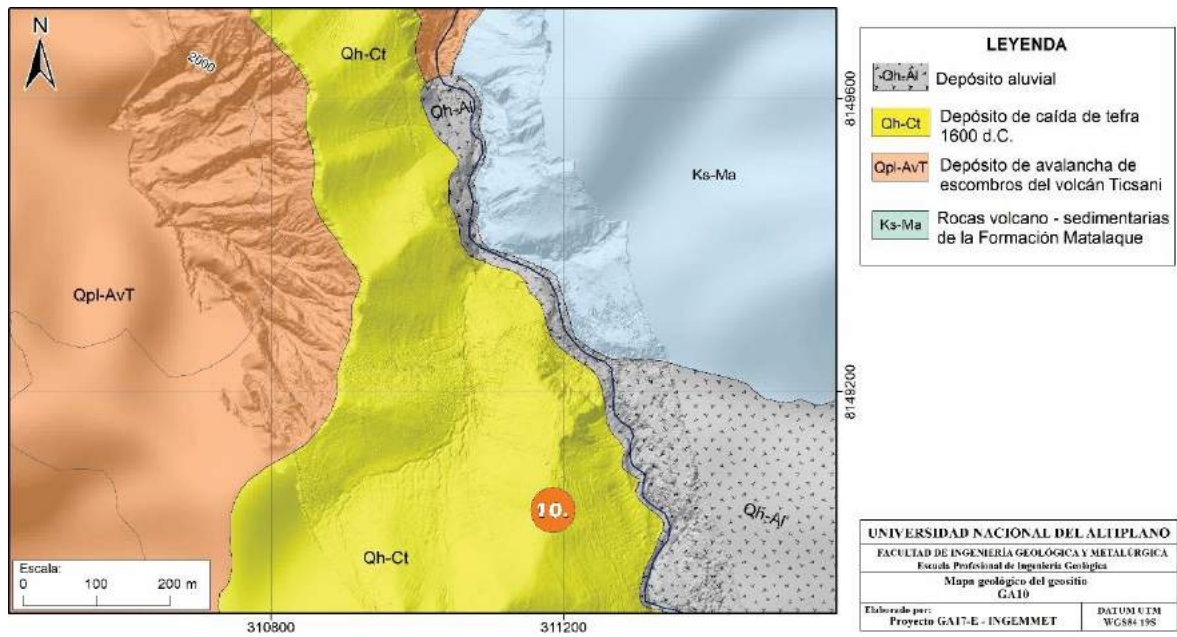 N
2600
Qh-Ct
Qh-Al
Ks-Ma
Qpl-AvT
Qh-Ct
10.
Qh-Al
Qh-Ct
Escala:
0 100 200 m
310800
311200
8149600
8149200
LEYENDA
Qh-Al Depósito aluvial
Qh-Ct Depósito de caída de tefra
1600 d.C.
Qpl-AvT Depósito de avalancha de
escombros del volcán Ticsani
Ks-Ma Rocas volcano - sedimentarias
de la Formación Matalaque
UNIVERSIDAD NACIONAL DEL ALTIPLANO
FACULTAD DE INGENIERÍA GEOLÓGICA Y METALÚRGICA
Escuela Profesional de Ingeniería Geológica
Mapa geológico del geositio
GA10
Elaborado por:
Proyecto GA17-E - INGEMMET
DATUM UTM
WGS84 19S